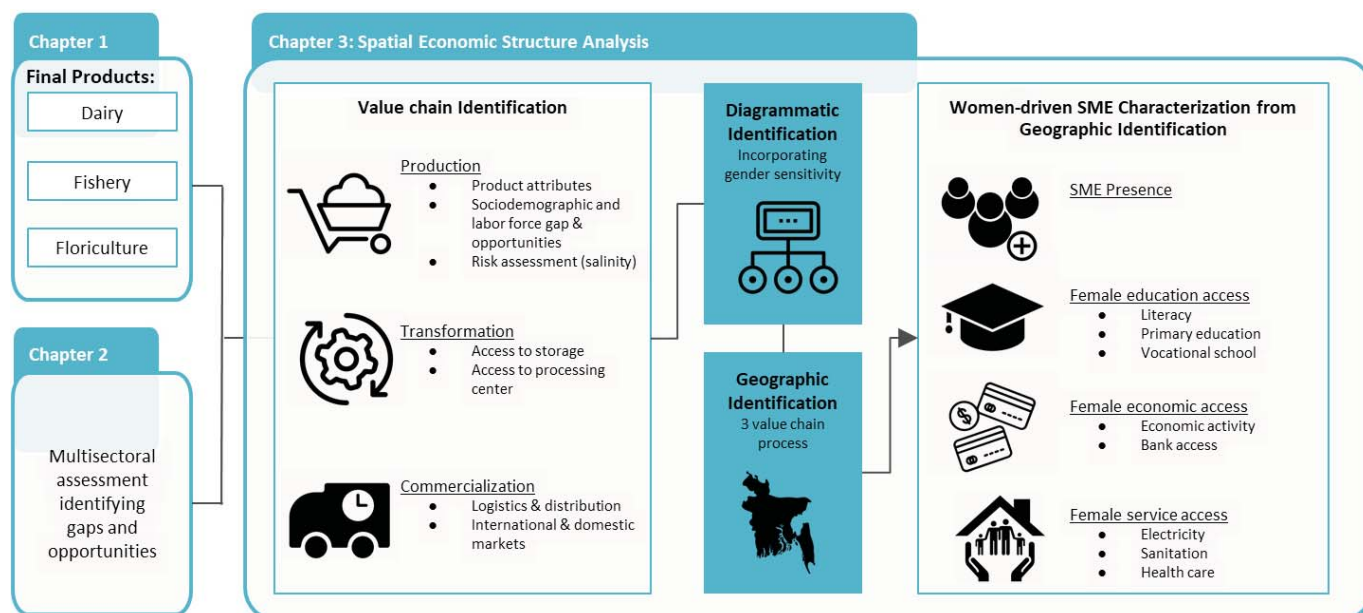 Chapter 1
Final Products:
Dairy
Fishery
Floriculture
Chapter 2
Multisectoral
assessment
identifying
gaps and
opportunities
Chapter 3: Spatial Economic Structure Analysis
Value chain Identification
Production
● Product attributes
● Sociodemographic and
labor force gap &
opportunities
● Risk assessment (salinity)
Transformation
● Access to storage
● Access to processing
center
Commercialization
● Logistics & distribution
● International & domestic
markets
Diagrammatic
Identification
Incorporating
gender sensitivity
Geographic
Identification
3 value chain
process
Women-driven SME Characterization from
Geographic Identification
SME Presence
Female education access
● Literacy
● Primary education
● Vocational school
$
Female economic access
● Economic activity
● Bank access
Female service access
● Electricity
● Sanitation
● Health care